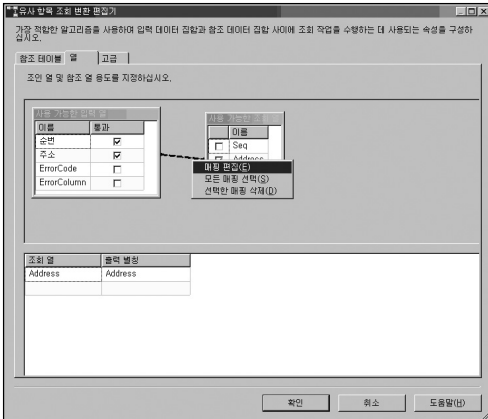 유사 항목 조회 변환 편집기
가장 적합한 알고리즘을 사용하여 입력 데이터 집합과 참조 데이터 집합 사이에 조회 작업을 수행하는 데 사용되는 속성을 구성하
십시오.
참조 테이블 열 고급
조인 열 및 참조 열 용도를 지정하십시오.
사용 가능한 입력 열
이름 통과
순번
주소
ErrorCode
ErrorColumn
사용 가능한 조회
이름
Seq
Address
매핑 편집(E)
모든 매핑 선택(S)
선택한 매핑 삭제(D)
조회 열 출력 별칭
Address Address
확인 취소 도움말(H)